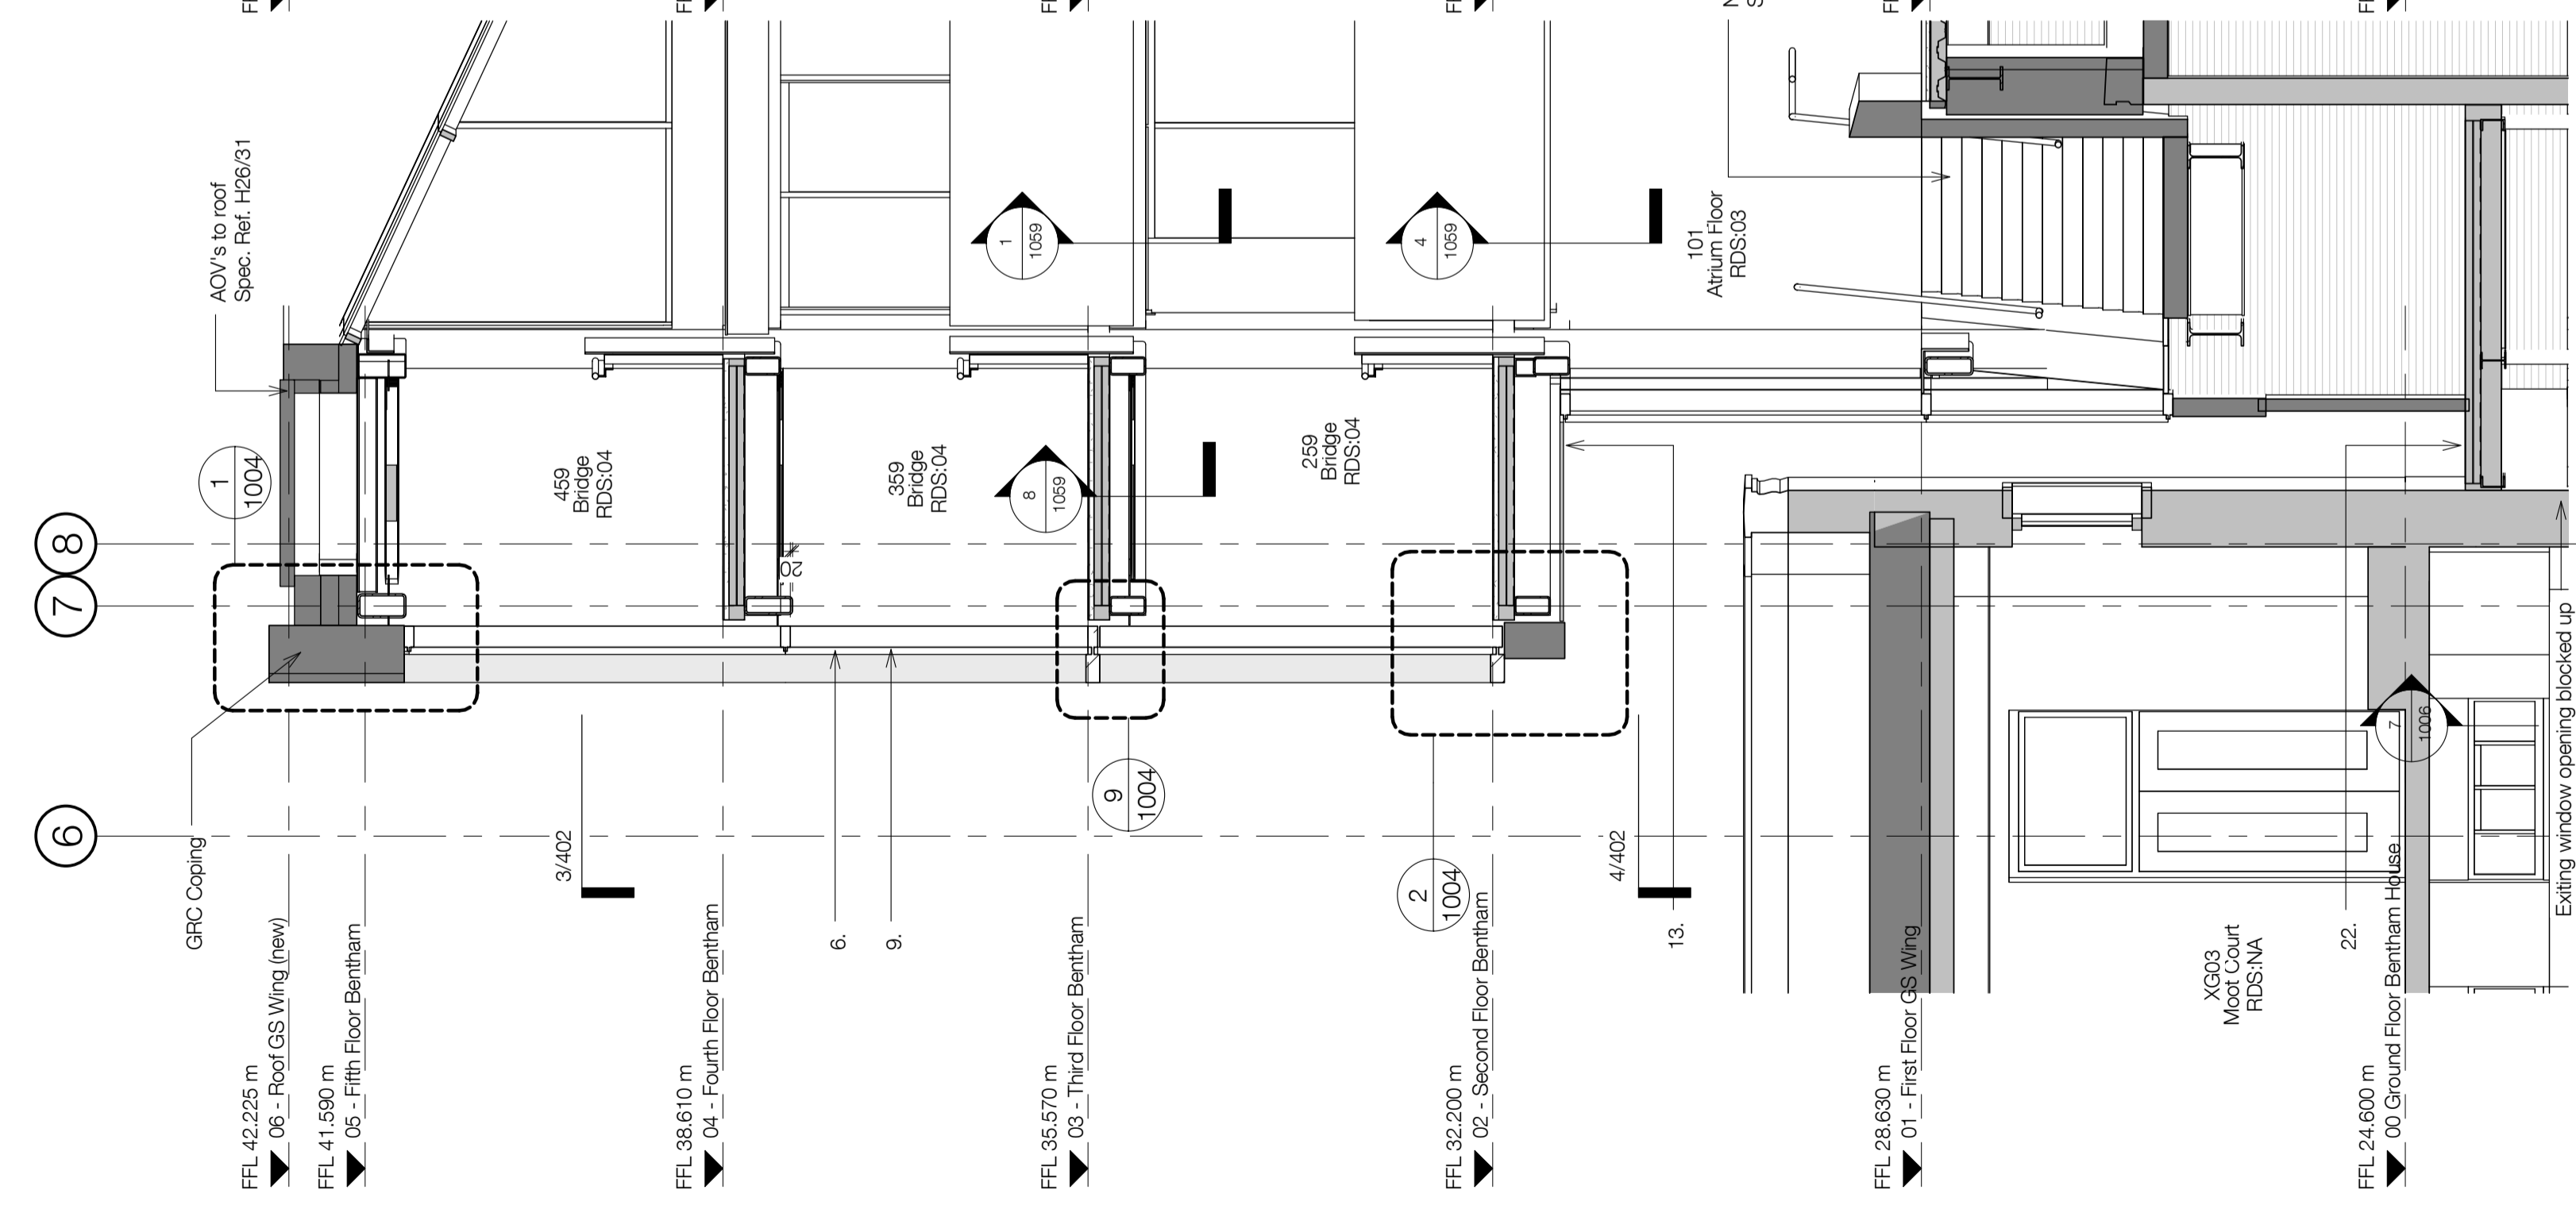 8
7
6
AOV's to roof
Spec. Ref. H26/31
1
1004
GRC Coping
FFL 42.225 m
06 - Roof GS Wing (new)
FFL 41.590 m
05 - Fifth Floor Bentham
459
Bridge
RDS:04
3/402
FFL 38.610 m
04 - Fourth Floor Bentham
20
6.
9.
359
Bridge
RDS:04
1
1059
8
1059
FFL 35.570 m
03 - Third Floor Bentham
9
1004
259
Bridge
RDS:04
4
1059
2
1004
FFL 32.200 m
02 - Second Floor Bentham
4/402
13.
101
Atrium Floor
RDS:03
FFL 28.630 m
01 - First Floor GS Wing
XG03
Moot Court
RDS:NA
22.
7
1006
FFL 24.600 m
00 Ground Floor Bentham House
Exiting window opening blocked up